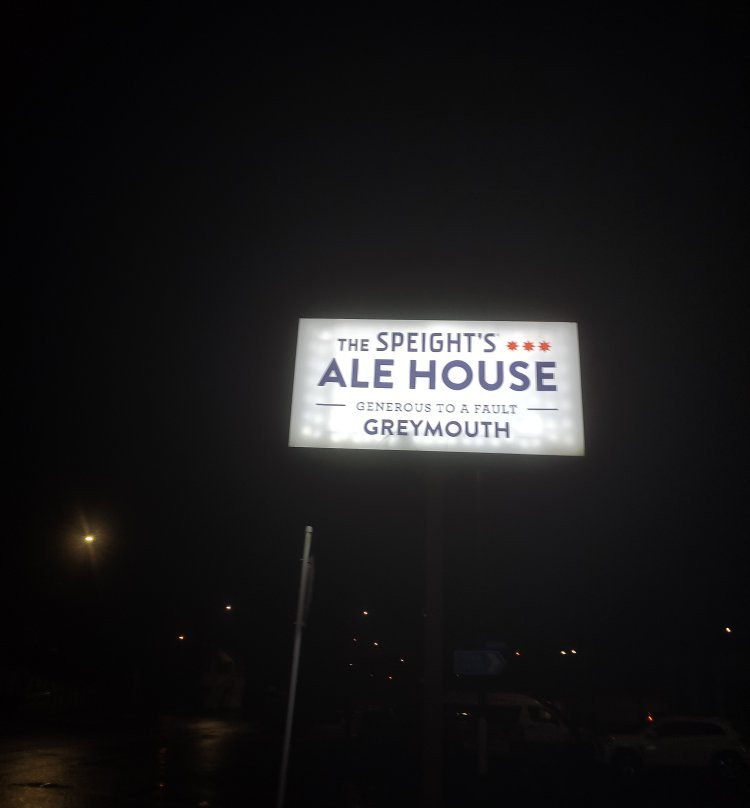 THE SPEIGHT'S
ALE HOUSE
GENEROUS TO A FAULT
GREYMOUTH